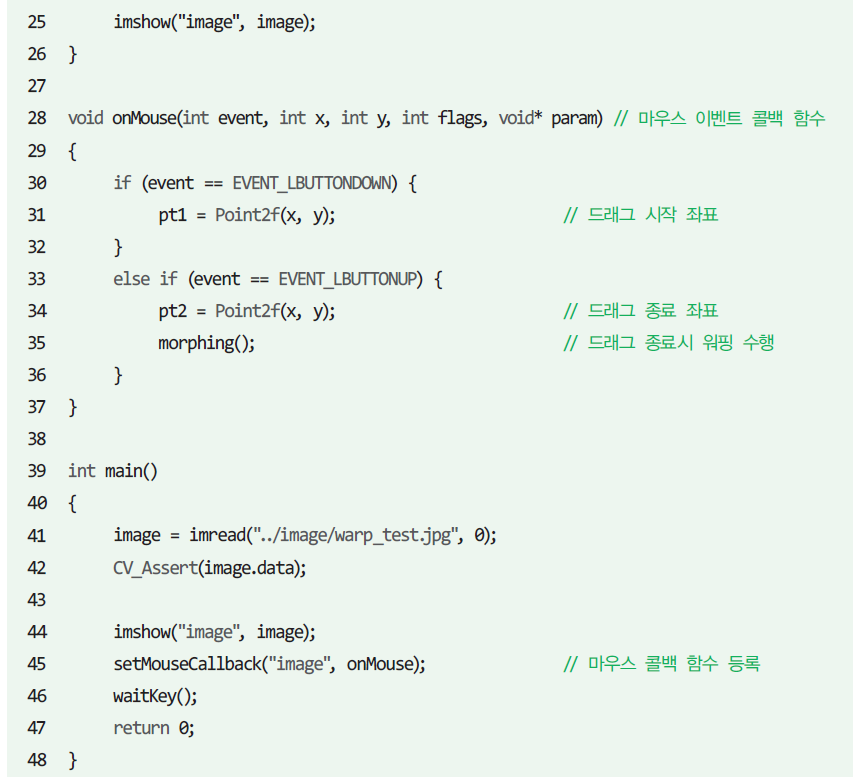 25 imshow("image", image);
26 }
27
28 void onMouse(int event, int x, int y, int flags, void* param) // 마우스 이벤트 콜백 함수
29 {
30 if (event == EVENT_LBUTTONDOWN) {
31 pt1 = Point2f(x, y); // 드래그 시작 좌표
32 }
33 else if (event == EVENT_LBUTTONUP) {
34 pt2 = Point2f(x, y); // 드래그 종료 좌표
35 morphing(); // 드래그 종료시 워핑 수행
36 }
37 }
38
39 int main()
40 {
41 image = imread("../image/warp_test.jpg", 0);
42 CV_Assert(image.data);
43
44 imshow("image", image);
45 setMouseCallback("image", onMouse); // 마우스 콜백 함수 등록
46 waitKey();
47 return 0;
48 }